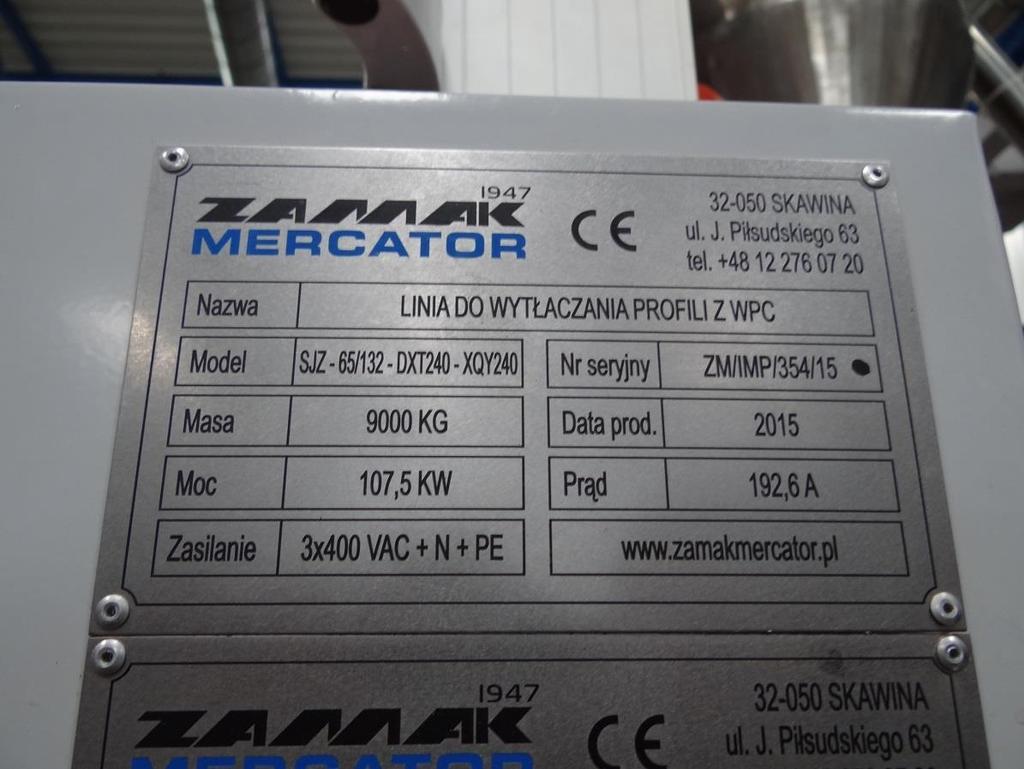 1947
ZAMAK
MERCATOR
CE
32-050 SKAWINA
ul. J. Piłsudskiego 63
tel. +48 12 276 07 20
Nazwa LINIA DO WYTŁACZANIA PROFILI Z WPC
Model SJZ - 65/132 - DXT240 - XQY240 Nr seryjny ZM/IMP/354/15
Masa 9000 KG Data prod. 2015
Moc 107,5 KW Prąd 192,6 A
Zasilanie 3x400 VAC + N + PE www.zamakmercator.pl
1947
ZAMAK
MERCATOR
CE
32-050 SKAWINA
ul. J. Piłsudskiego 63